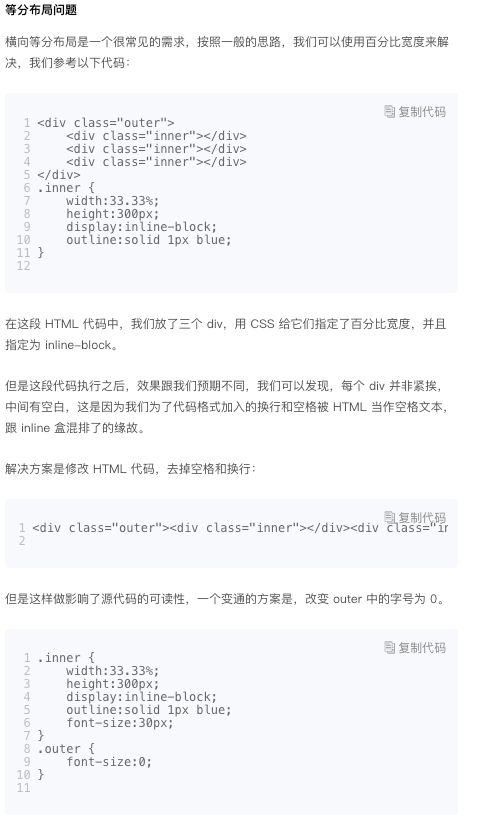 等分布局问题
横向等分布局是一个很常见的需求，按照一般的思路，我们可以使用百分比宽度来解
决，我们参考以下代码：
复制代码
1 <div class="outer">
2     <div class="inner"></div>
3     <div class="inner"></div>
4     <div class="inner"></div>
5 </div>
6 .inner {
7     width:33.33%;
8     height:300px;
9     display:inline-block;
10     outline:solid 1px blue;
11 }
12
在这段 HTML 代码中，我们放了三个 div，用 CSS 给它们指定了百分比宽度，并且
指定为 inline-block。
但是这段代码执行之后，效果跟我们预期不同，我们可以发现，每个 div 并非紧挨，
中间有空白，这是因为我们为了代码格式加入的换行和空格被 HTML 当作空格文本，
跟 inline 盒混排了的缘故。
解决方案是修改 HTML 代码，去掉空格和换行：
复制代码
1 <div class="outer"><div class="inner"></div><div class="in
2
但是这样做影响了源代码的可读性，一个变通的方案是，改变 outer 中的字号为 0。
复制代码
1 .inner {
2     width:33.33%;
3     height:300px;
4     display:inline-block;
5     outline:solid 1px blue;
6     font-size:30px;
7 }
8 .outer {
9     font-size:0;
10 }
11